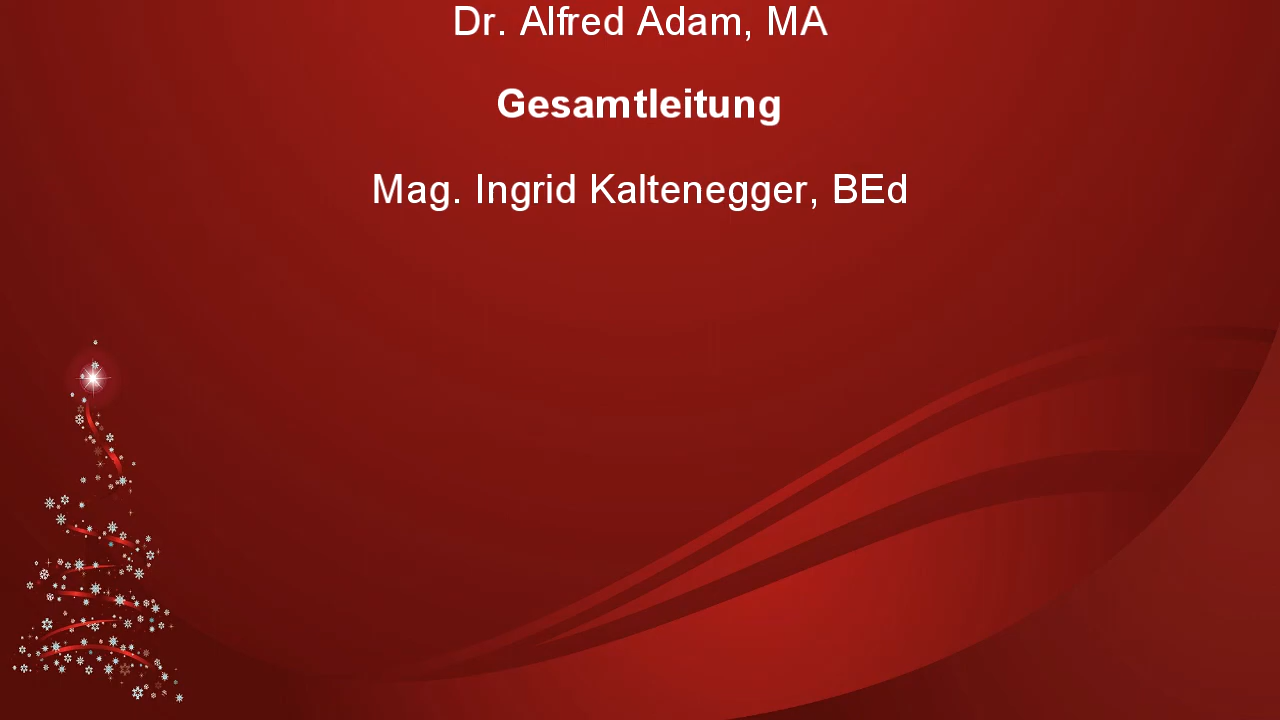 Dr. Alfred Adam, MA
Gesamtleitung
Mag. Ingrid Kaltenegger, BEd